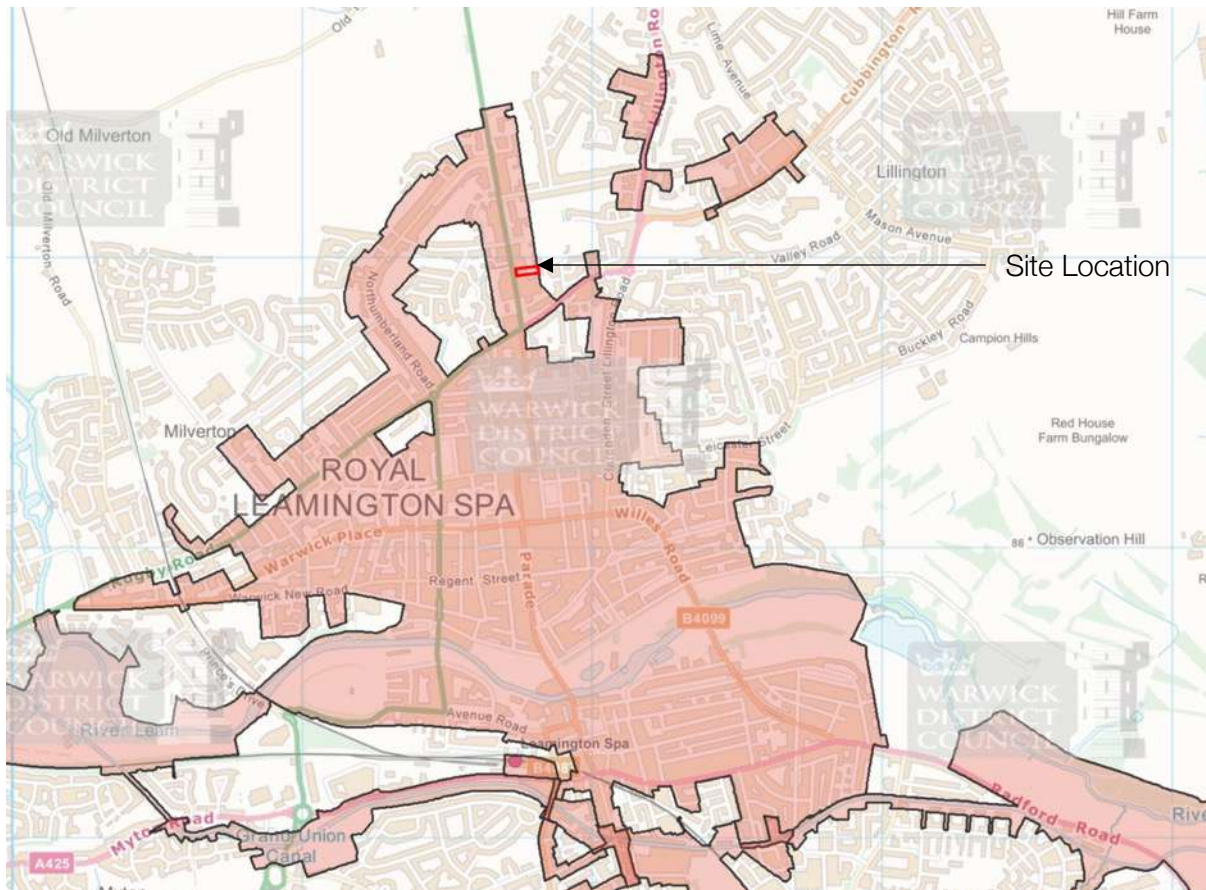 Hill Farm
House
Lime Avenue
Cubbington
Lillington
Old Milverton
WARWICK
DISTRICT
COUNCIL
Old Milverton Road
WARWICK
DISTRICT
COUNCIL
Lillington
Mason Avenue
Valley Road
Site Location
Northumberland Road
Buckley Road
Campion Hills
Lillington Road
Clarendon Street
WARWICK
DISTRICT
COUNCIL
Milverton
Red House
Farm Bungalow
Leicester Street
ROYAL
LEAMINGTON SPA
Willes Road
86 • Observation Hill
Rugby Road
Warwick Place
Parade
Regent Street
Warwick New Road
B4099
Prince's Drive
WARWICK
DISTRICT
COUNCIL
WARWICK
DISTRICT
COUNCIL
River Leam
Avenue Road
Leamington Spa
Radford Road
Myton Road
Grand Union
Canal
A425